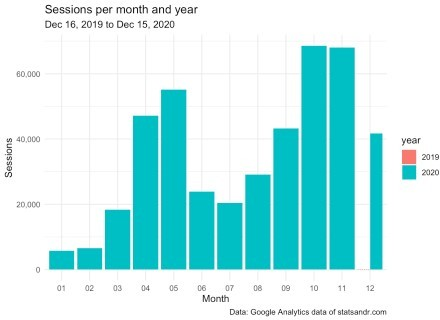 Sessions per month and year
Dec 16, 2019 to Dec 15, 2020
60,000
40,000
20,000
0
Sessions
01 02 03 04 05 06 07 08 09 10 11 12
Month
year
2019
2020
Data: Google Analytics data of statsandr.com